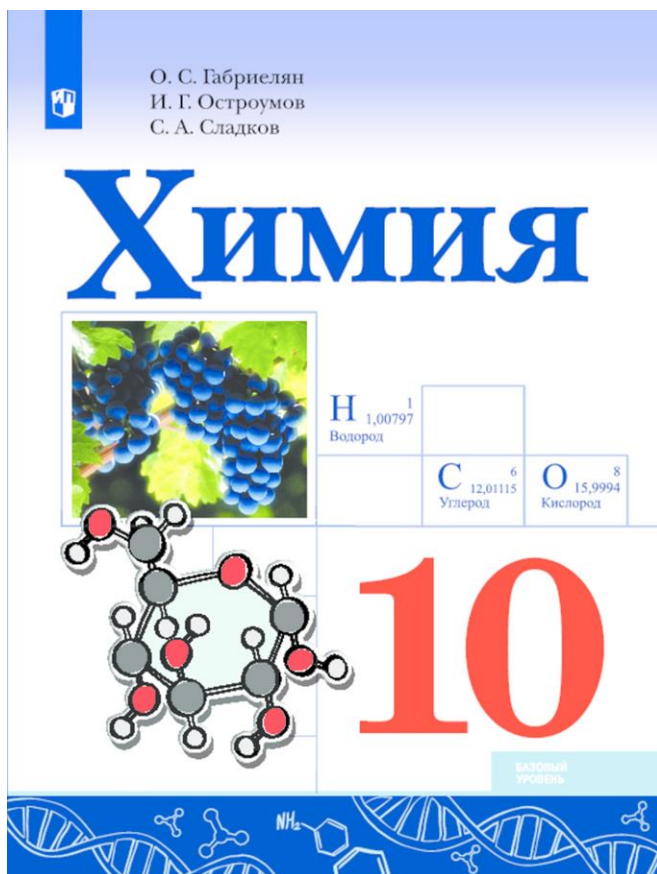 О. С. Габриелян
И. Г. Остроумов
С. А. Сладков
Химия
H 1
1,00797
Водород
C 6
12,01115
Углерод
O 8
15,9994
Кислород
10
БАЗОВЫЙ
УРОВЕНЬ
NH₂